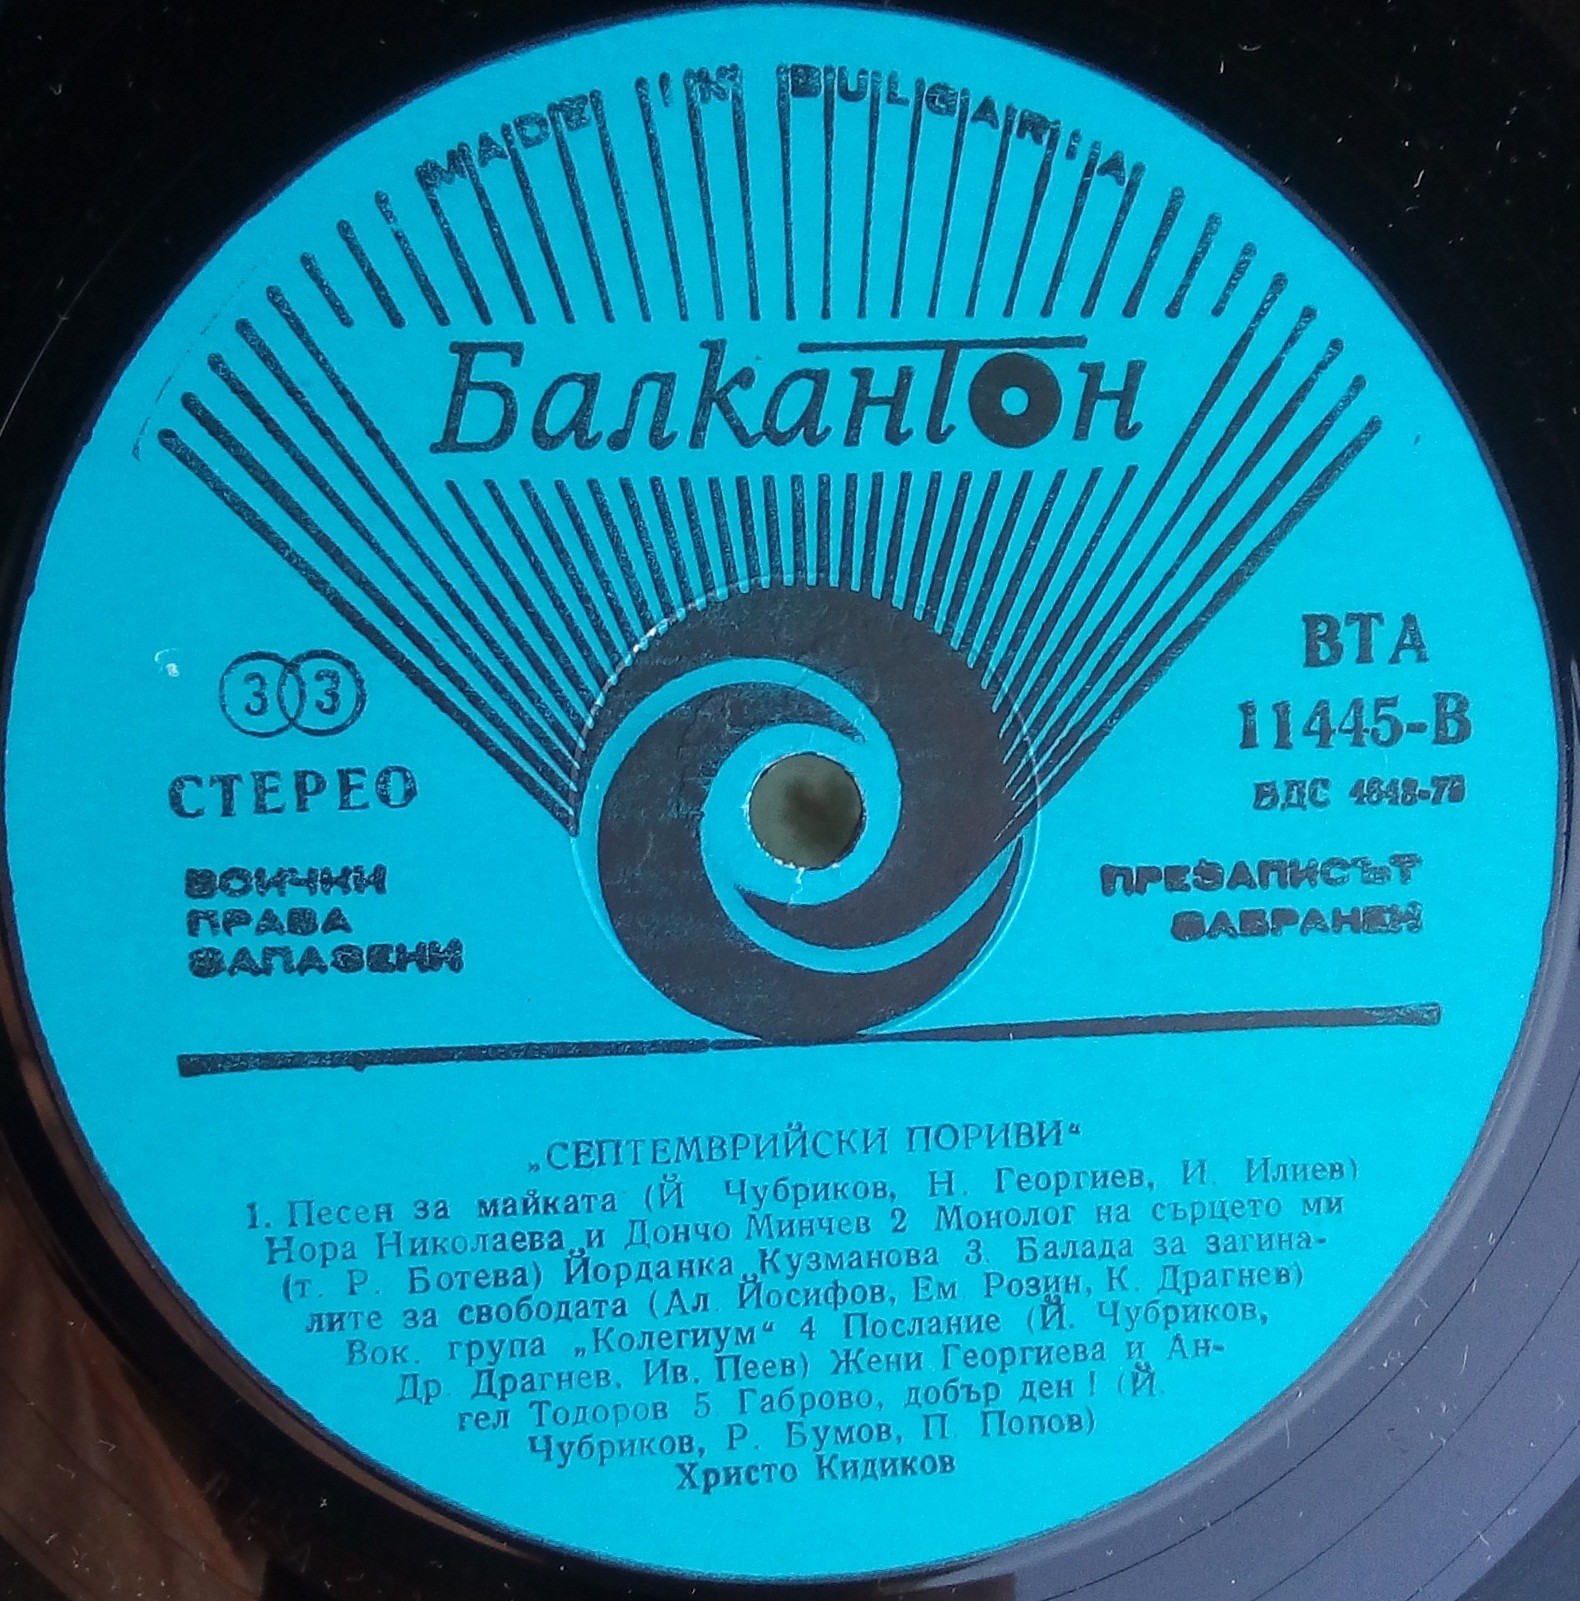 MADE IN BULGARIA
Балкантон
33
СТЕРЕО
ВСИЧКИ
ПРАВА
ЗАПАЗЕНИ
ВТА
11445-В
БДС
ПРЕЗАПИСЪТ
ЗАБРАНЕН
„СЕПТЕМВРИЙСКИ ПОРИВИ“
1. Песен за майката (Й Чубриков, Н. Георгиев, И. Илиев)
Нора Николаева и Дончо Минчев 2 Монолог на сърцето ми
(т. Р. Ботева) Йорданка Кузманова 3. Балада за загина-
лите за свободата (Ал. Йосифов, Ем. Розин, К. Драгнев)
Вок. група „Колегиум“ 4 Послание (Й. Чубриков,
Др. Драгнев, Ив. Пеев) Жени Георгиева и Ан-
гел Тодоров 5. Габрово, добър ден! (Й.
Чубриков, Р. Бумов, П. Попов)
Христо Кидиков